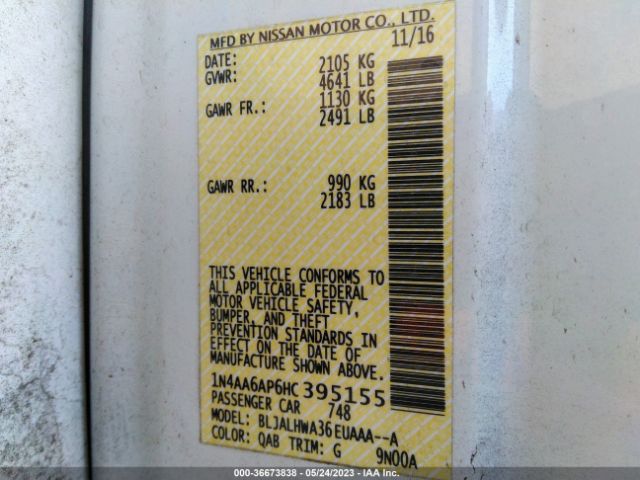 MFD BY NISSAN MOTOR CO., LTD.
DATE: 11/16
GVWR: 2105 KG
4641 LB
GAWR FR.: 1130 KG
2491 LB
GAWR RR.: 990 KG
2183 LB
THIS VEHICLE CONFORMS TO
ALL APPLICABLE FEDERAL
MOTOR VEHICLE SAFETY,
BUMPER, AND THEFT
PREVENTION STANDARDS IN
EFFECT ON THE DATE OF
MANUFACTURE SHOWN ABOVE.
1N4AA6AP6HC395155
PASSENGER CAR 748
MODEL: BLJALHWA36EUAAA--A
COLOR: QAB TRIM: G 9N00A
000-36673838 - 05/24/2023 - IAA Inc.